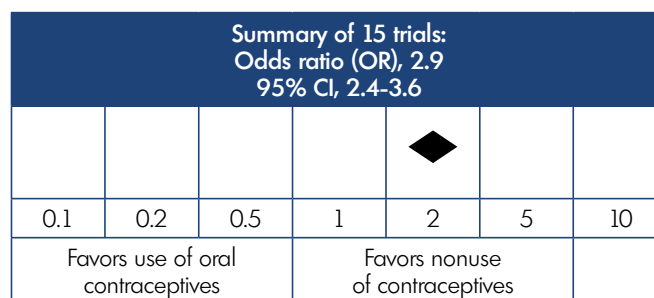 Summary of 15 trials:
Odds ratio (OR), 2.9
95% CI, 2.4-3.6
0.1 0.2 0.5 1 2 5 10
Favors use of oral
contraceptives
Favors nonuse
of contraceptives